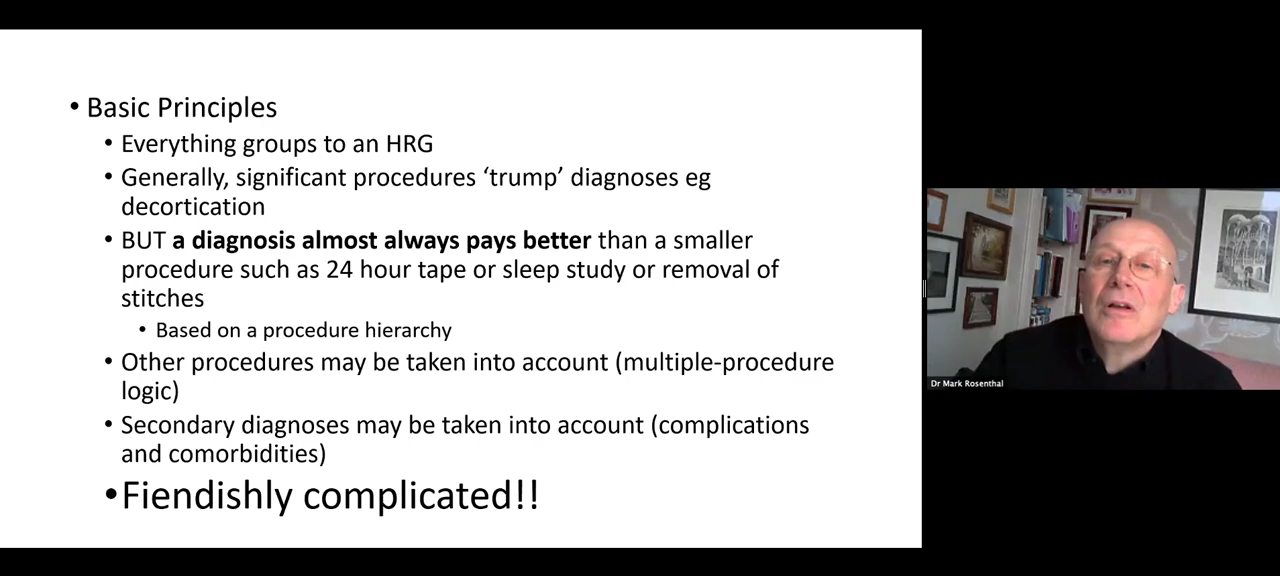 • Basic Principles
• Everything groups to an HRG
• Generally, significant procedures ‘trump’ diagnoses eg
decortication
• BUT a diagnosis almost always pays better than a smaller
procedure such as 24 hour tape or sleep study or removal of
stitches
• Based on a procedure hierarchy
• Other procedures may be taken into account (multiple-procedure
logic)
• Secondary diagnoses may be taken into account (complications
and comorbidities)
•Fiendishly complicated!!
Dr Mark Rosenthal